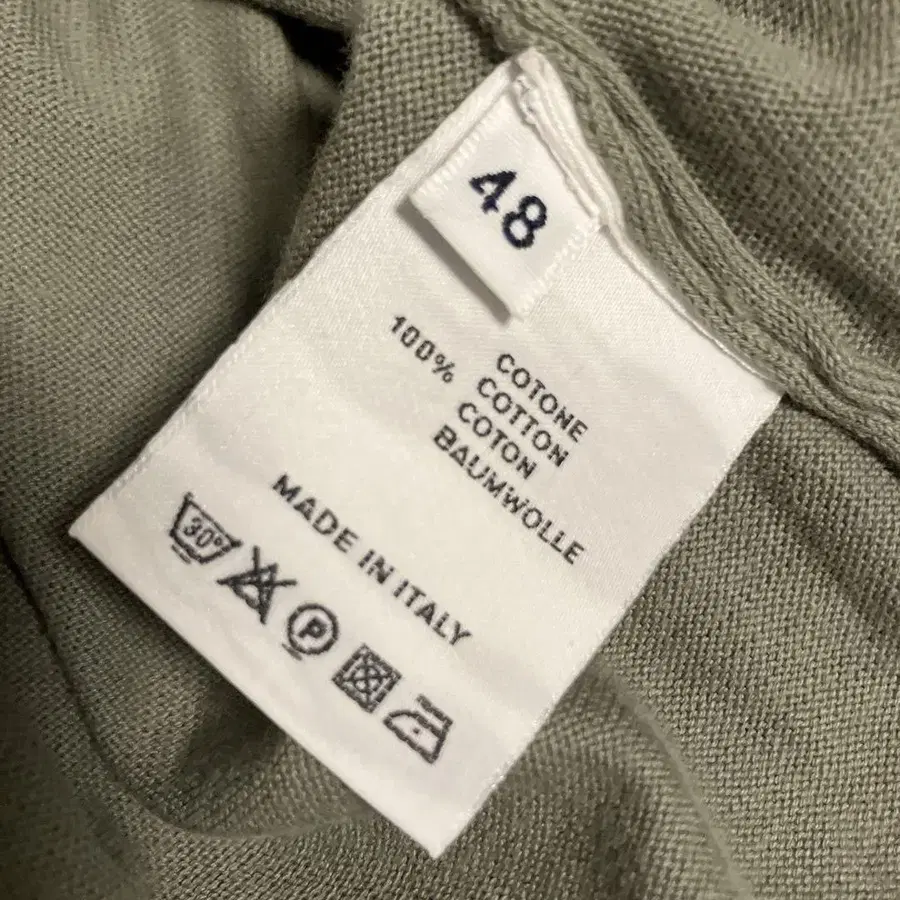 48
100% COTONE
COTTON
COTON
BAUMWOLLE
MADE IN ITALY
30°
P